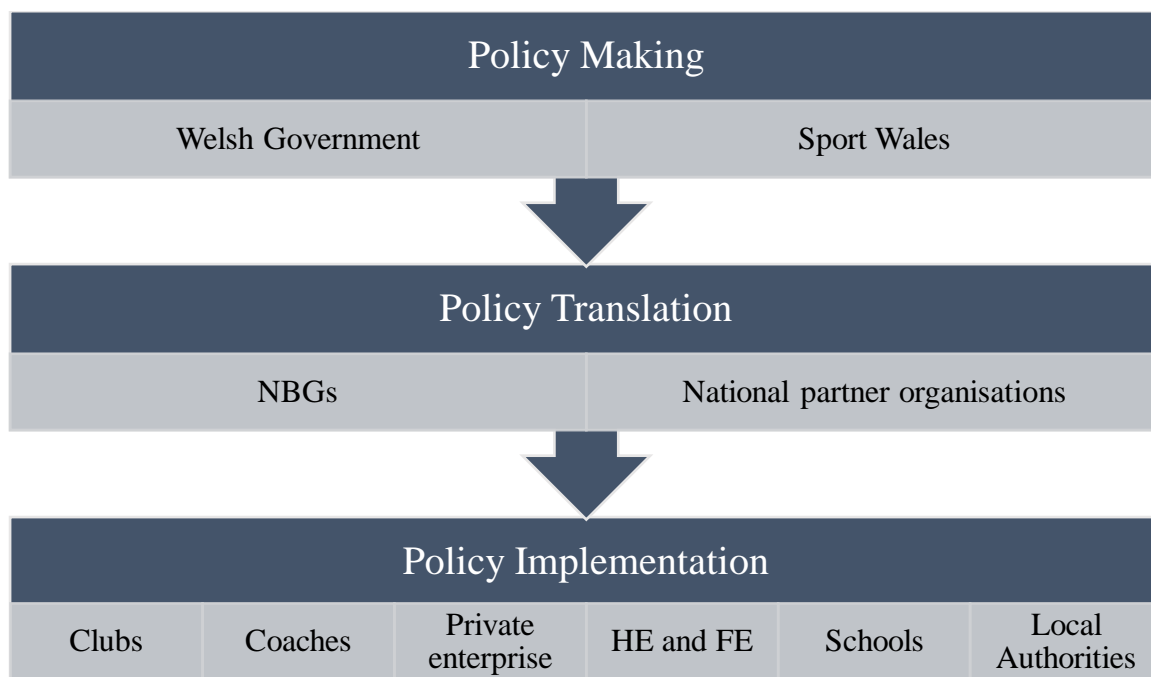 Policy Making
Welsh Government
Sport Wales
Policy Translation
NBGs
National partner organisations
Policy Implementation
Clubs
Coaches
Private
enterprise
HE and FE
Schools
Local
Authorities